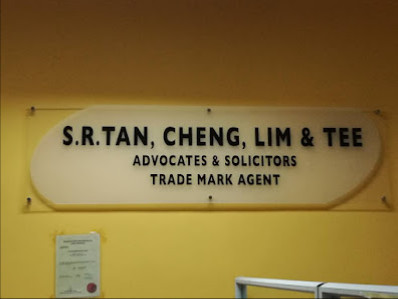 S.R.TAN, CHENG, LIM & TEE
ADVOCATES & SOLICITORS
TRADE MARK AGENT